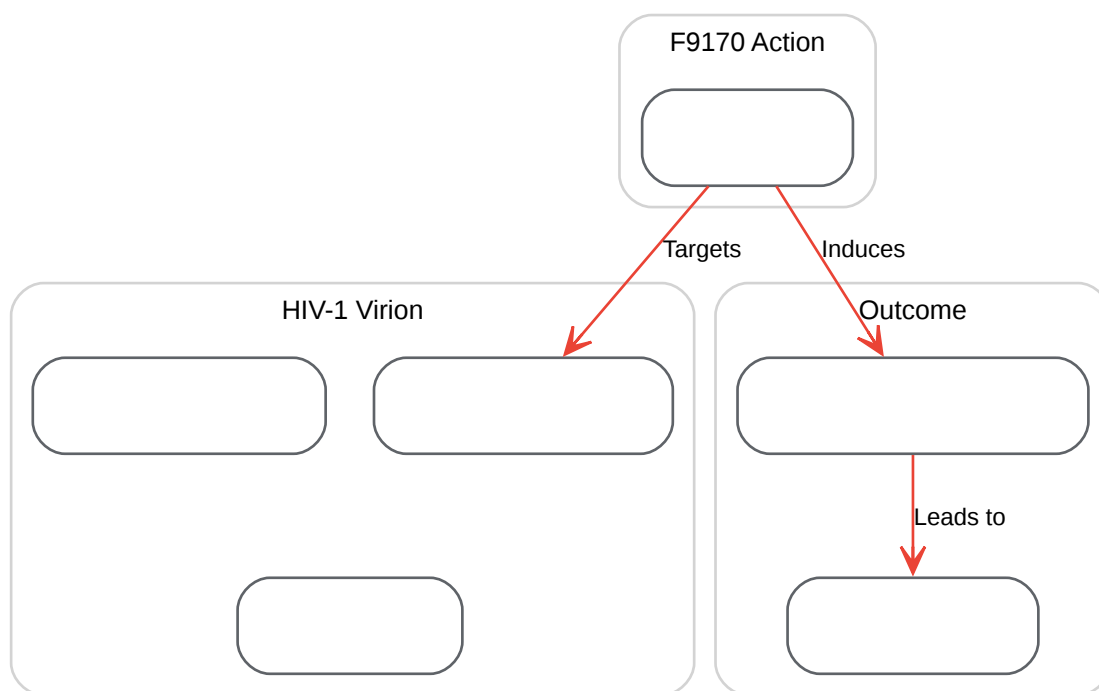 F9170 Action
Targets
Induces
HIV-1 Virion
Outcome
Leads to